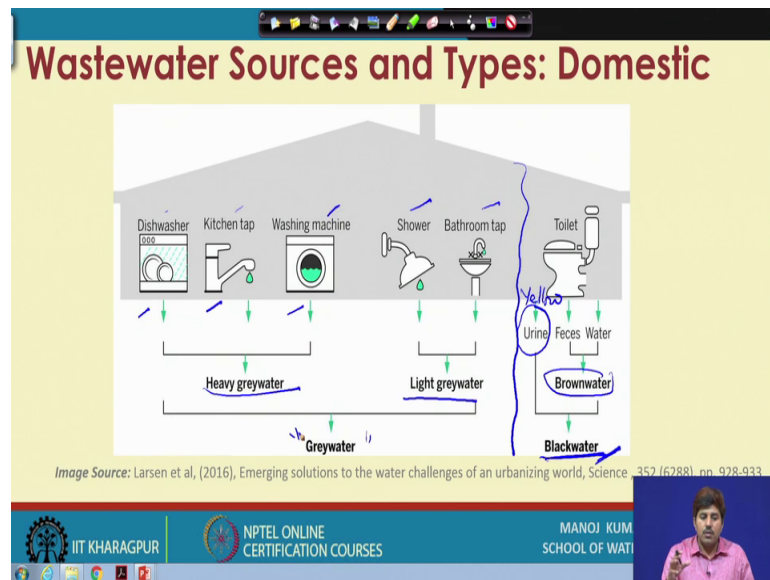 Wastewater Sources and Types: Domestic
Dishwasher Kitchen tap Washing machine Shower Bathroom tap Toilet
Yellow
Urine Feces Water
Heavy greywater Light greywater Brownwater
Greywater Blackwater
Image Source: Larsen et al, (2016), Emerging solutions to the water challenges of an urbanizing world, Science , 352 (6288), pp. 928-933
IIT KHARAGPUR
NPTEL ONLINE
CERTIFICATION COURSES
MANOJ KUM
SCHOOL OF WAT